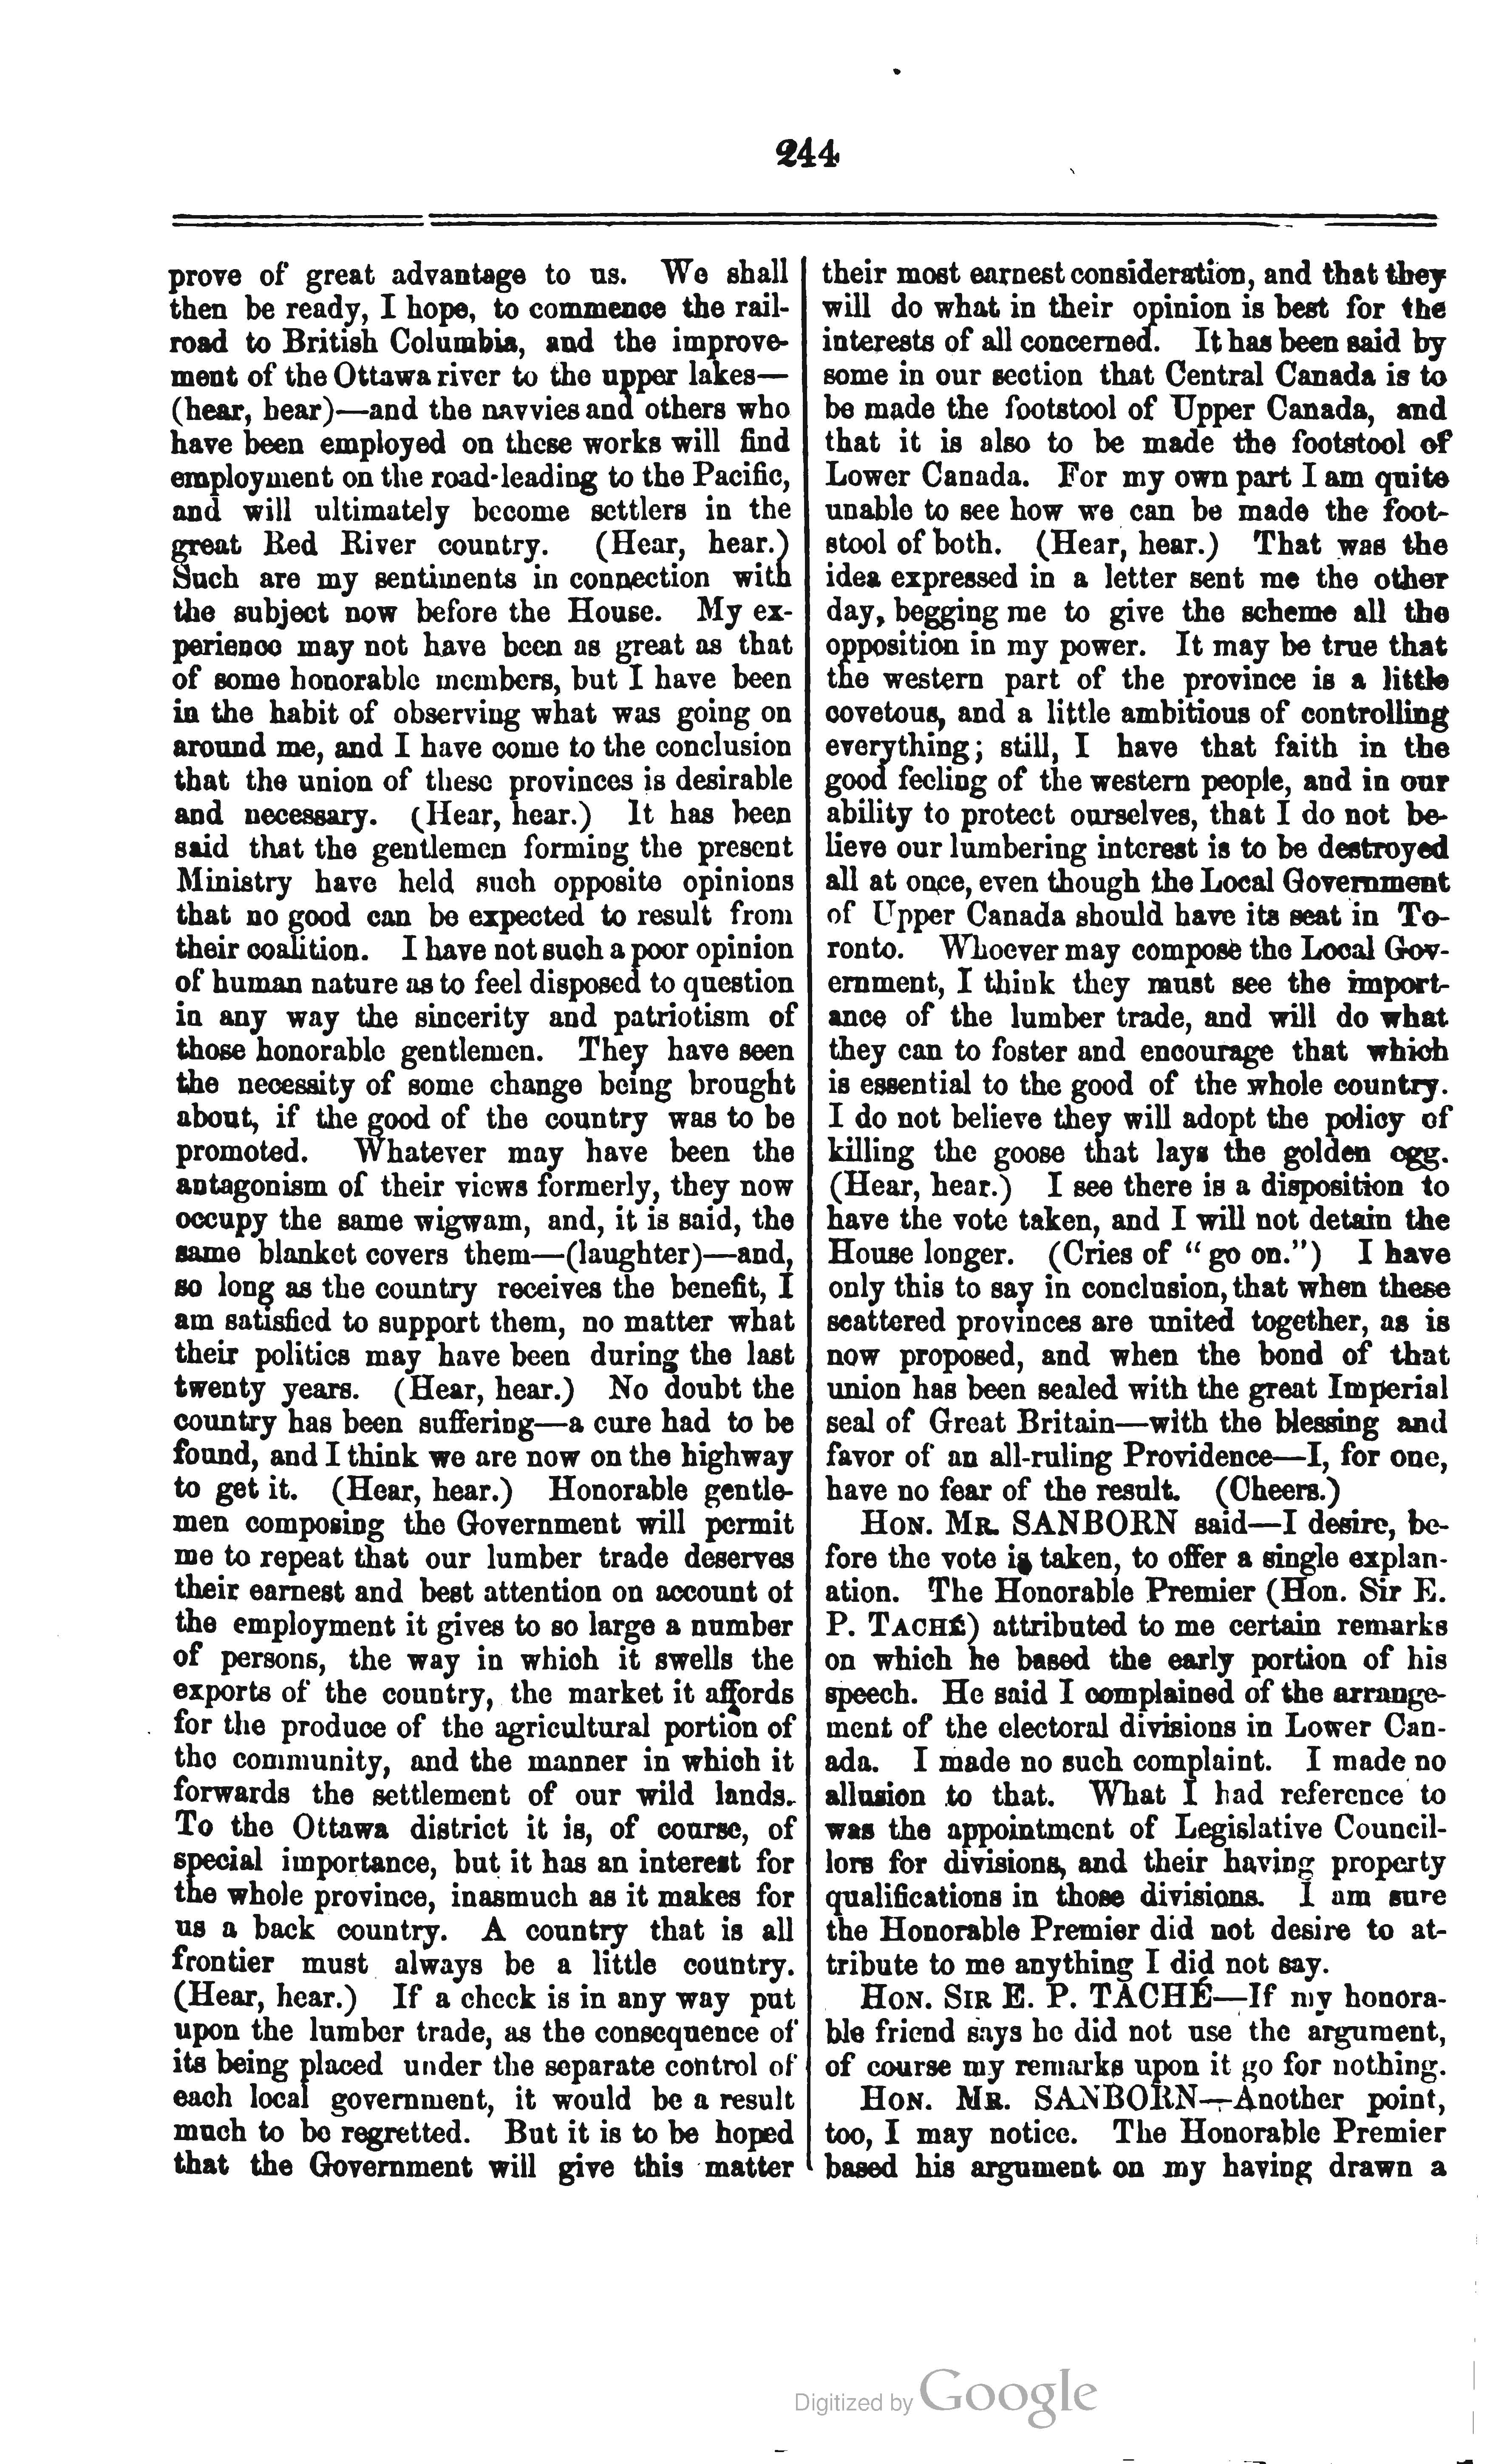 244
prove of great advantage to us. We shall
then be ready, I hope, to commence the rail-
road to British Columbia, and the improve-
ment of the Ottawa river to the upper lakes—
(hear, hear)—and the navvies and others who
have been employed on these works will find
employment on the road-leading to the Pacific,
and will ultimately become settlers in the
great Red River country. (Hear, hear.)
Such are my sentiments in connection with
the subject now before the House. My ex-
perience may not have been as great as that
of some honorable members, but I have been
in the habit of observing what was going on
around me, and I have come to the conclusion
that the union of these provinces is desirable
and necessary. (Hear, hear.) It has been
said that the gentlemen forming the present
Ministry have held such opposite opinions
that no good can be expected to result from
their coalition. I have not such a poor opinion
of human nature as to feel disposed to question
in any way the sincerity and patriotism of
those honorable gentlemen. They have seen
the necessity of some change being brought
about, if the good of the country was to be
promoted. Whatever may have been the
antagonism of their views formerly, they now
occupy the same wigwam, and, it is said, the
same blanket covers them—(laughter)—and,
so long as the country receives the benefit, I
am satisfied to support them, no matter what
their politics may have been during the last
twenty years. (Hear, hear.) No doubt the
country has been suffering—a cure had to be
found, and I think we are now on the highway
to get it. (Hear, hear.) Honorable gentle-
men composing the Government will permit
me to repeat that our lumber trade deserves
their earnest and best attention on account of
the employment it gives to so large a number
of persons, the way in which it swells the
exports of the country, the market it affords
for the produce of the agricultural portion of
the community, and the manner in which it
forwards the settlement of our wild lands.
To the Ottawa district it is, of course, of
special importance, but it has an interest for
the whole province, inasmuch as it makes for
us a back country. A country that is all
frontier must always be a little country.
(Hear, hear.) If a check is in any way put
upon the lumber trade, as the consequence of
its being placed under the separate control of
each local government, it would be a result
much to be regretted. But it is to be hoped
that the Government will give this matter
their most earnest consideration, and that they
will do what in their opinion is best for the
interests of all concerned. It has been said by
some in our section that Central Canada is to
be made the footstool of Upper Canada, and
that it is also to be made the footstool of
Lower Canada. For my own part I am quite
unable to see how we can be made the foot-
stool of both. (Hear, hear.) That was the
idea expressed in a letter sent me the other
day, begging me to give the scheme all the
opposition in my power. It may be true that
the western part of the province is a little
covetous, and a little ambitious of controlling
everything; still, I have that faith in the
good feeling of the western people, and in our
ability to protect ourselves, that I do not be-
lieve our lumbering interest is to be destroyed
all at once, even though the Local Government
of Upper Canada should have its seat in To-
ronto. Whoever may compose the Local Gov-
ernment, I think they must see the import-
ance of the lumber trade, and will do what
they can to foster and encourage that which
is essential to the good of the whole country.
I do not believe they will adopt the policy of
killing the goose that lays the golden egg.
(Hear, hear.) I see there is a disposition to
have the vote taken, and I will not detain the
House longer. (Cries of "go on.") I have
only this to say in conclusion, that when these
scattered provinces are united together, as is
now proposed, and when the bond of that
union has been sealed with the great Imperial
seal of Great Britain—with the blessing and
favor of an all-ruling Providence—I, for one,
have no fear of the result. (Cheers.)
HON. MR. SANBORN said—I desire, be-
fore the vote is taken, to offer a single explan-
ation. The Honorable Premier (Hon. Sir E.
P. TACHÉ) attributed to me certain remarks
on which he based the early portion of his
speech. He said I complained of the arrange-
ment of the electoral divisions in Lower Can-
ada. I made no such complaint. I made no
allusion to that. What I had reference to
was the appointment of Legislative Council-
lors for divisions, and their having property
qualifications in those divisions. I am sure
the Honorable Premier did not desire to at-
tribute to me anything I did not say.
HON. SIR E. P. TACHÉ—If my honora-
ble friend says he did not use the argument,
of course my remarks upon it go for nothing.
HON. MR. SANBORN—Another point,
too, I may notice. The Honorable Premier
based his argument on my having drawn a
Digitized by Google